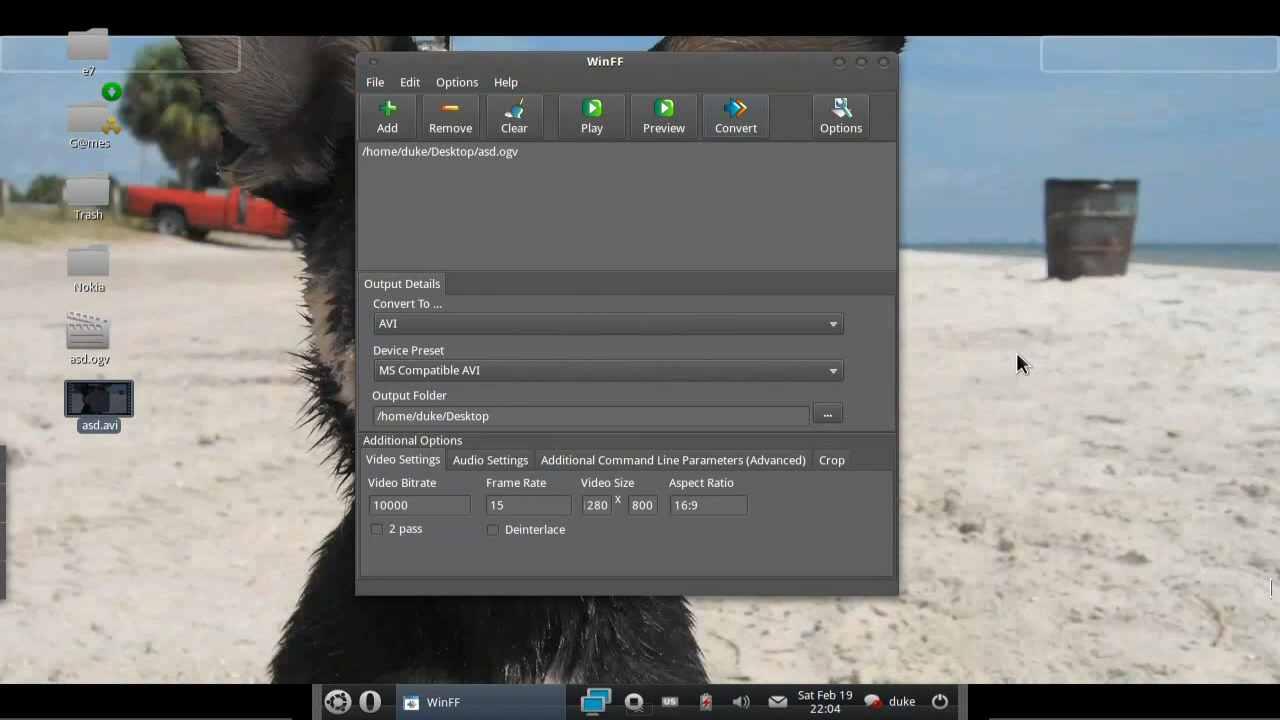 e7
G@mes
Trash
Nokia
asd.ogv
asd.avi
WinFF
File Edit Options Help
Add Remove Clear Play Preview Convert Options
/home/duke/Desktop/asd.ogv
Output Details
Convert To ...
AVI
Device Preset
MS Compatible AVI
Output Folder
/home/duke/Desktop ...
Additional Options
Video Settings Audio Settings Additional Command Line Parameters (Advanced) Crop
Video Bitrate Frame Rate Video Size Aspect Ratio
10000 15 280 X 800 16:9
2 pass Deinterlace
WinFF
US
Sat Feb 19
22:04
duke